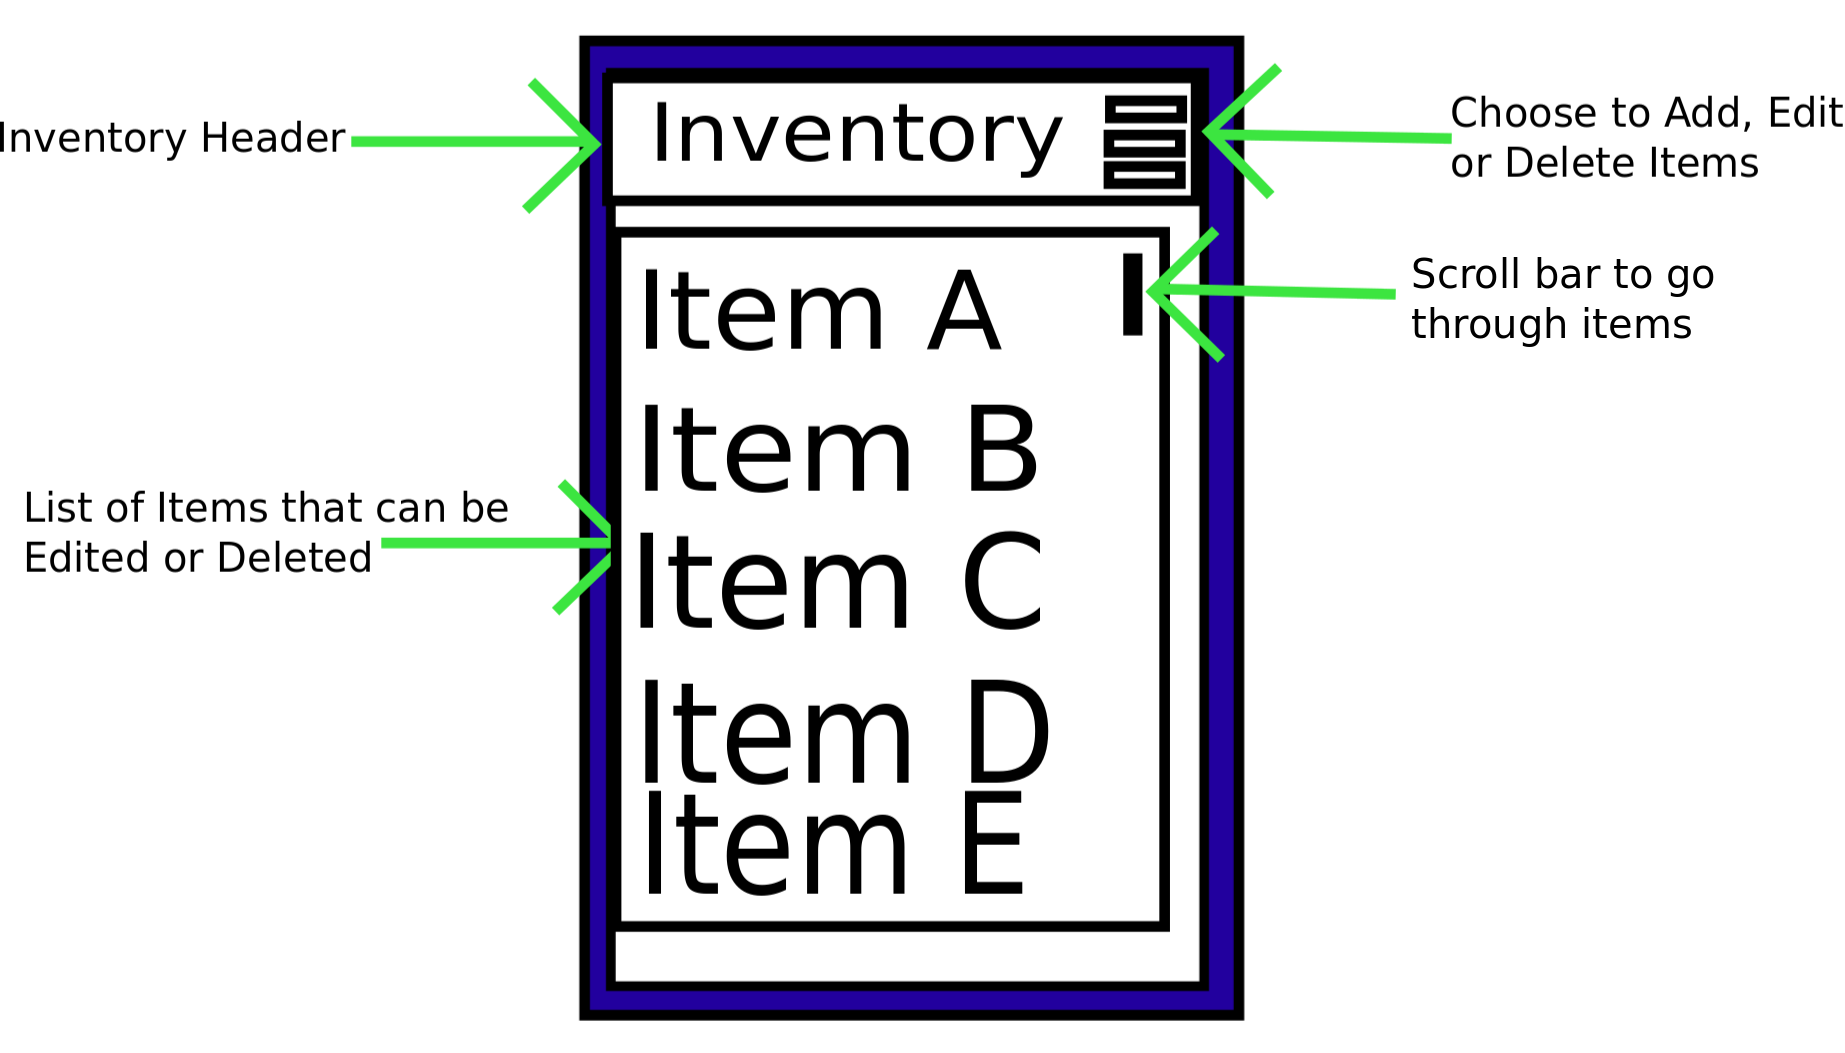 Inventory Header
Inventory
Choose to Add, Edit
or Delete Items
Item A
Scroll bar to go
through items
Item B
List of Items that can be
Edited or Deleted
Item C
Item D
Item E